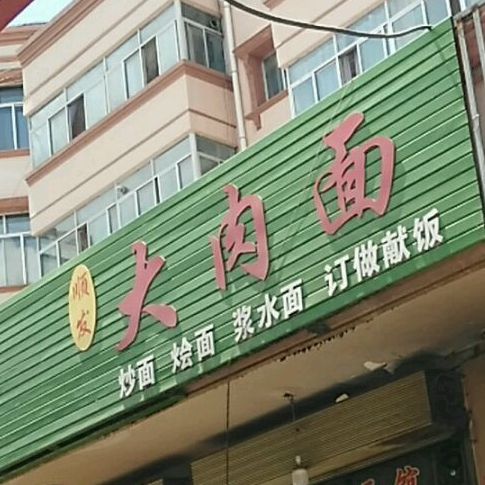 顺发
大肉面
炒面 烩面 浆水面 订做献饭